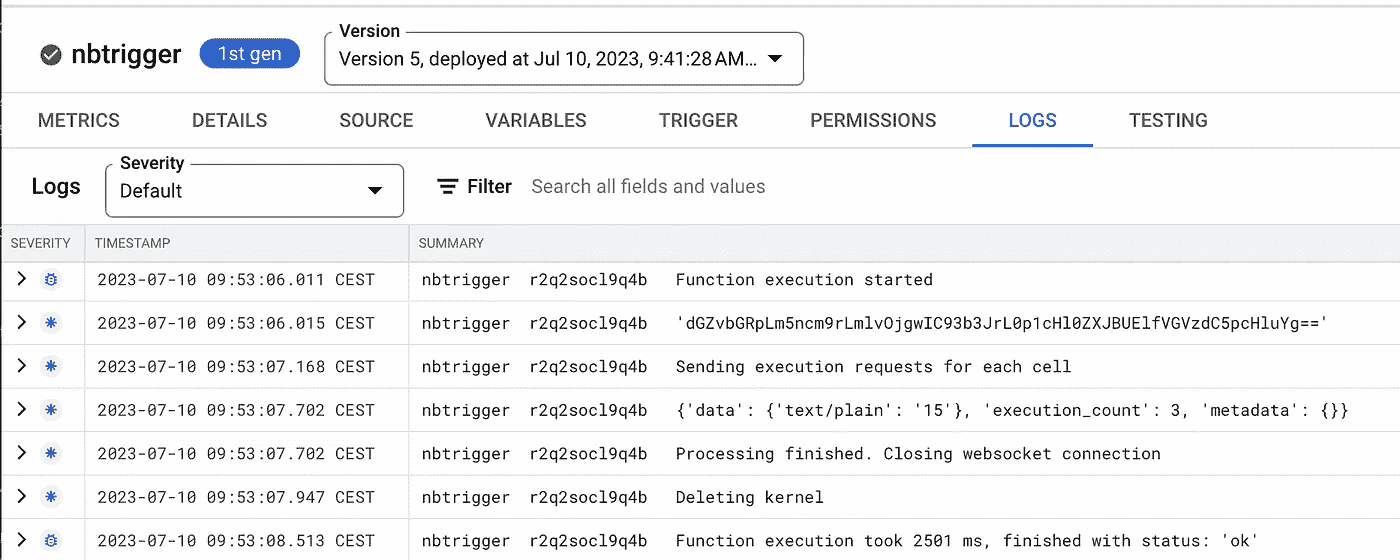 nbtrigger 1st gen
Version
Version 5, deployed at Jul 10, 2023, 9:41:28 AM...
METRICS DETAILS SOURCE VARIABLES TRIGGER PERMISSIONS LOGS TESTING
Logs
Severity
Default
Filter Search all fields and values
SEVERITY TIMESTAMP SUMMARY
2023-07-10 09:53:06.011 CEST nbtrigger r2q2socl9q4b Function execution started
2023-07-10 09:53:06.015 CEST nbtrigger r2q2socl9q4b 'dGZvbGRpLm5ncm9rLmlvOjgwIC93b3JrL0p1cHl0ZXJBUElfVGVzdC5pcHluYg=='
2023-07-10 09:53:07.168 CEST nbtrigger r2q2socl9q4b Sending execution requests for each cell
2023-07-10 09:53:07.702 CEST nbtrigger r2q2socl9q4b {'data': {'text/plain': '15'}, 'execution_count': 3, 'metadata': {}}
2023-07-10 09:53:07.702 CEST nbtrigger r2q2socl9q4b Processing finished. Closing websocket connection
2023-07-10 09:53:07.947 CEST nbtrigger r2q2socl9q4b Deleting kernel
2023-07-10 09:53:08.513 CEST nbtrigger r2q2socl9q4b Function execution took 2501 ms, finished with status: 'ok'